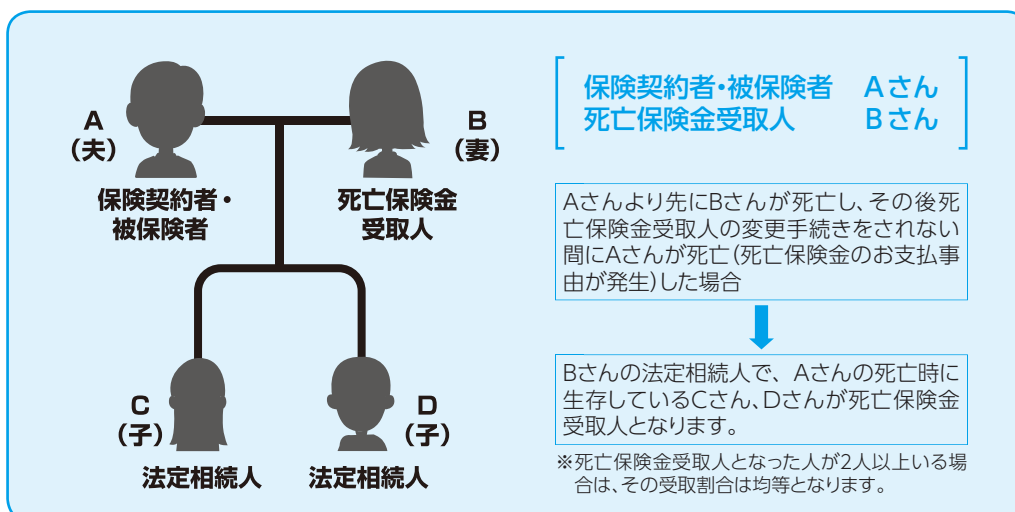 A
(夫)
B
(妻)
保険契約者・
被保険者
死亡保険金
受取人
C
(子)
D
(子)
法定相続人
法定相続人
保険契約者・被保険者 Aさん
死亡保険金受取人 Bさん
Aさんより先にBさんが死亡し、その後死
亡保険金受取人の変更手続きをされない
間にAさんが死亡(死亡保険金のお支払事
由が発生)した場合
Bさんの法定相続人で、Aさんの死亡時に
生存しているCさん、Dさんが死亡保険金
受取人となります。
※死亡保険金受取人となった人が2人以上いる場
合は、その受取割合は均等となります。